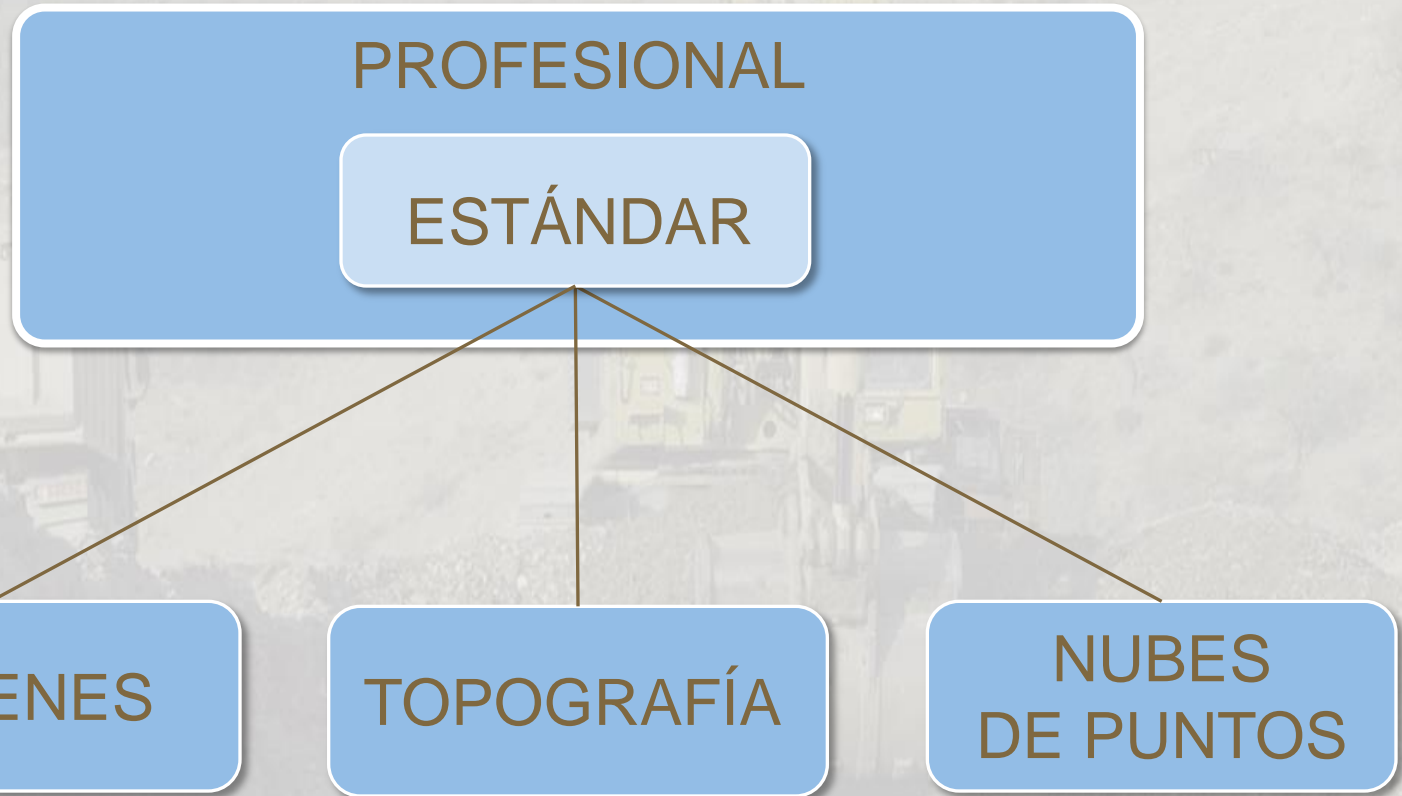 PROFESIONAL
ESTÁNDAR
ENES
TOPOGRAFÍA
NUBES
DE PUNTOS